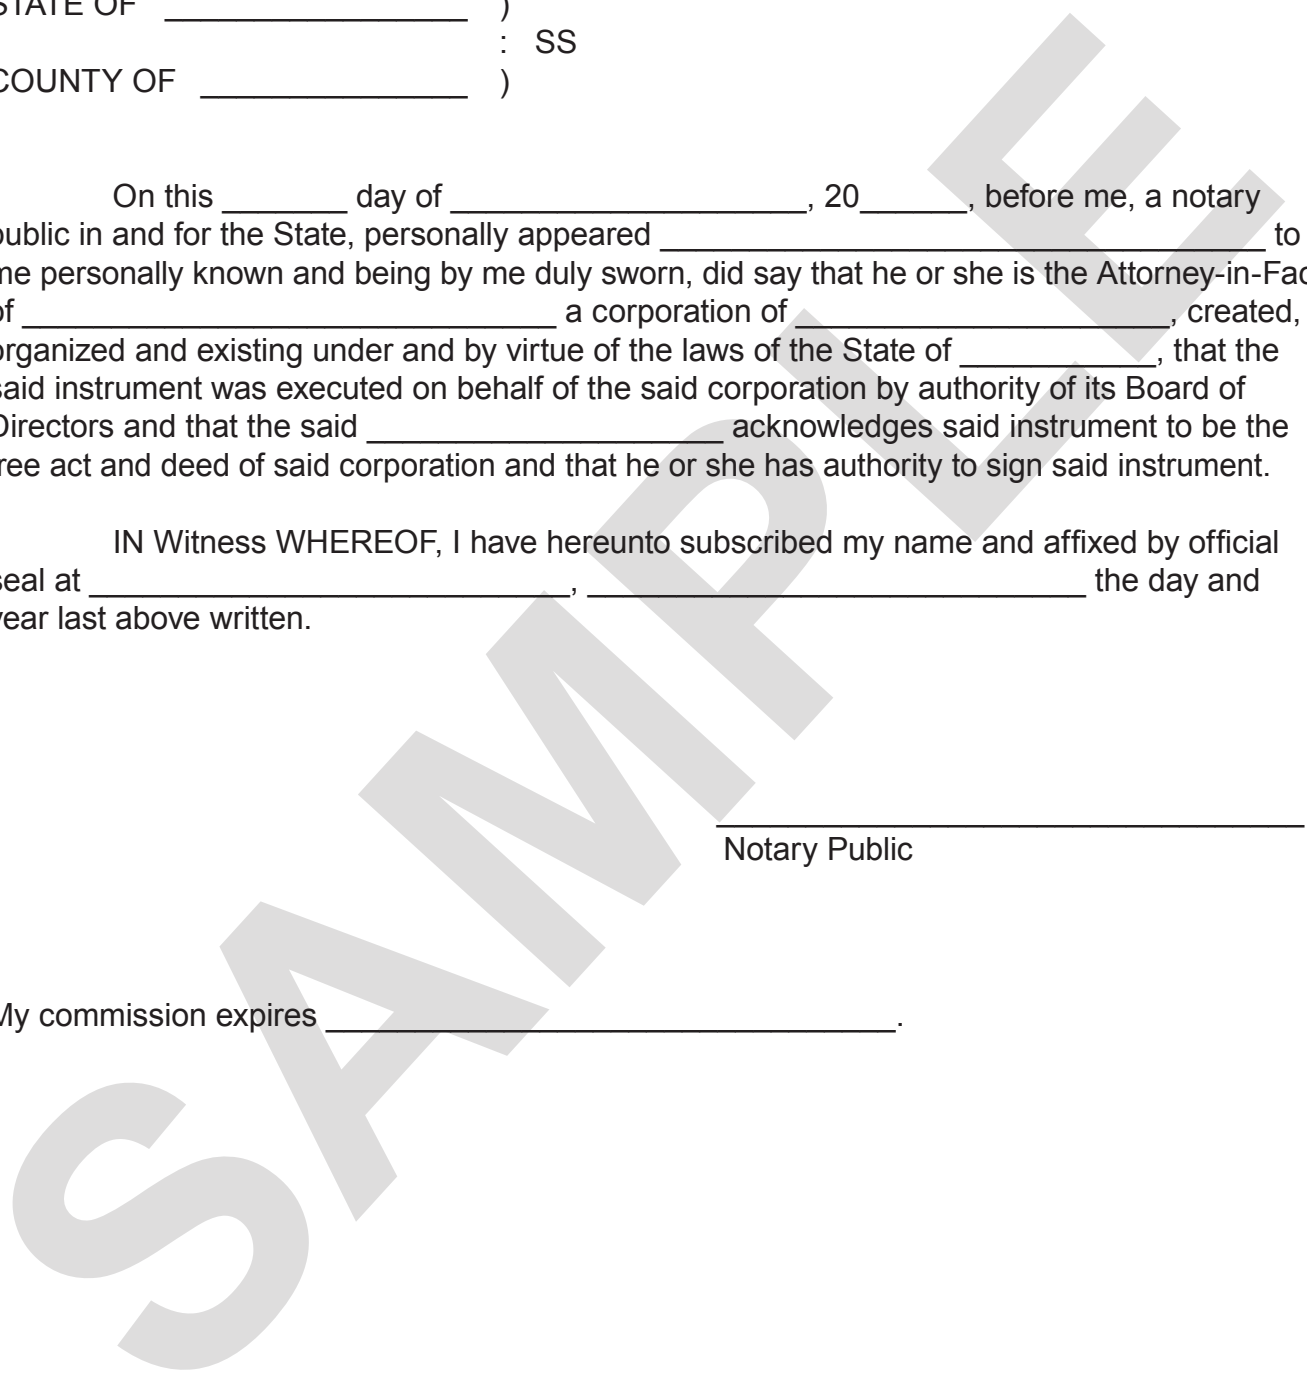 STATE OF _________________ )
: SS
COUNTY OF _______________ )
On this _______ day of ____________________, 20______, before me, a notary
public in and for the State, personally appeared __________________________________ to
me personally known and being by me duly sworn, did say that he or she is the Attorney-in-Fac
of ______________________________ a corporation of _____________________, created,
organized and existing under and by virtue of the laws of the State of ___________, that the
said instrument was executed on behalf of the said corporation by authority of its Board of
Directors and that the said ____________________ acknowledges said instrument to be the
free act and deed of said corporation and that he or she has authority to sign said instrument.
IN Witness WHEREOF, I have hereunto subscribed my name and affixed by official
seal at ___________________________, ____________________________ the day and
year last above written.
_________________________________
Notary Public
My commission expires ________________________________.
SAMPLE